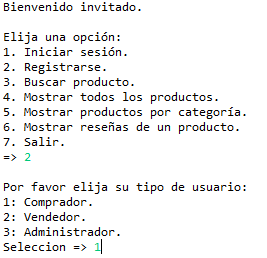 Bienvenido invitado.
Elija una opción:
1. Iniciar sesión.
2. Registrarse.
3. Buscar producto.
4. Mostrar todos los productos.
5. Mostrar productos por categoría.
6. Mostrar reseñas de un producto.
7. Salir.
=> 2
Por favor elija su tipo de usuario:
1: Comprador.
2: Vendedor.
3: Administrador.
Seleccion => 1